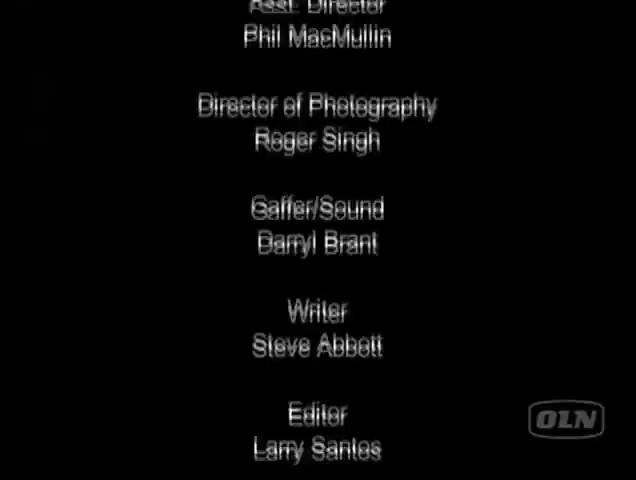 Asst. Director
Phil MacMullin
Director of Photography
Roger Singh
Gaffer/Sound
Darryl Brant
Writer
Steve Abbott
Editor
Larry Santos
OLN